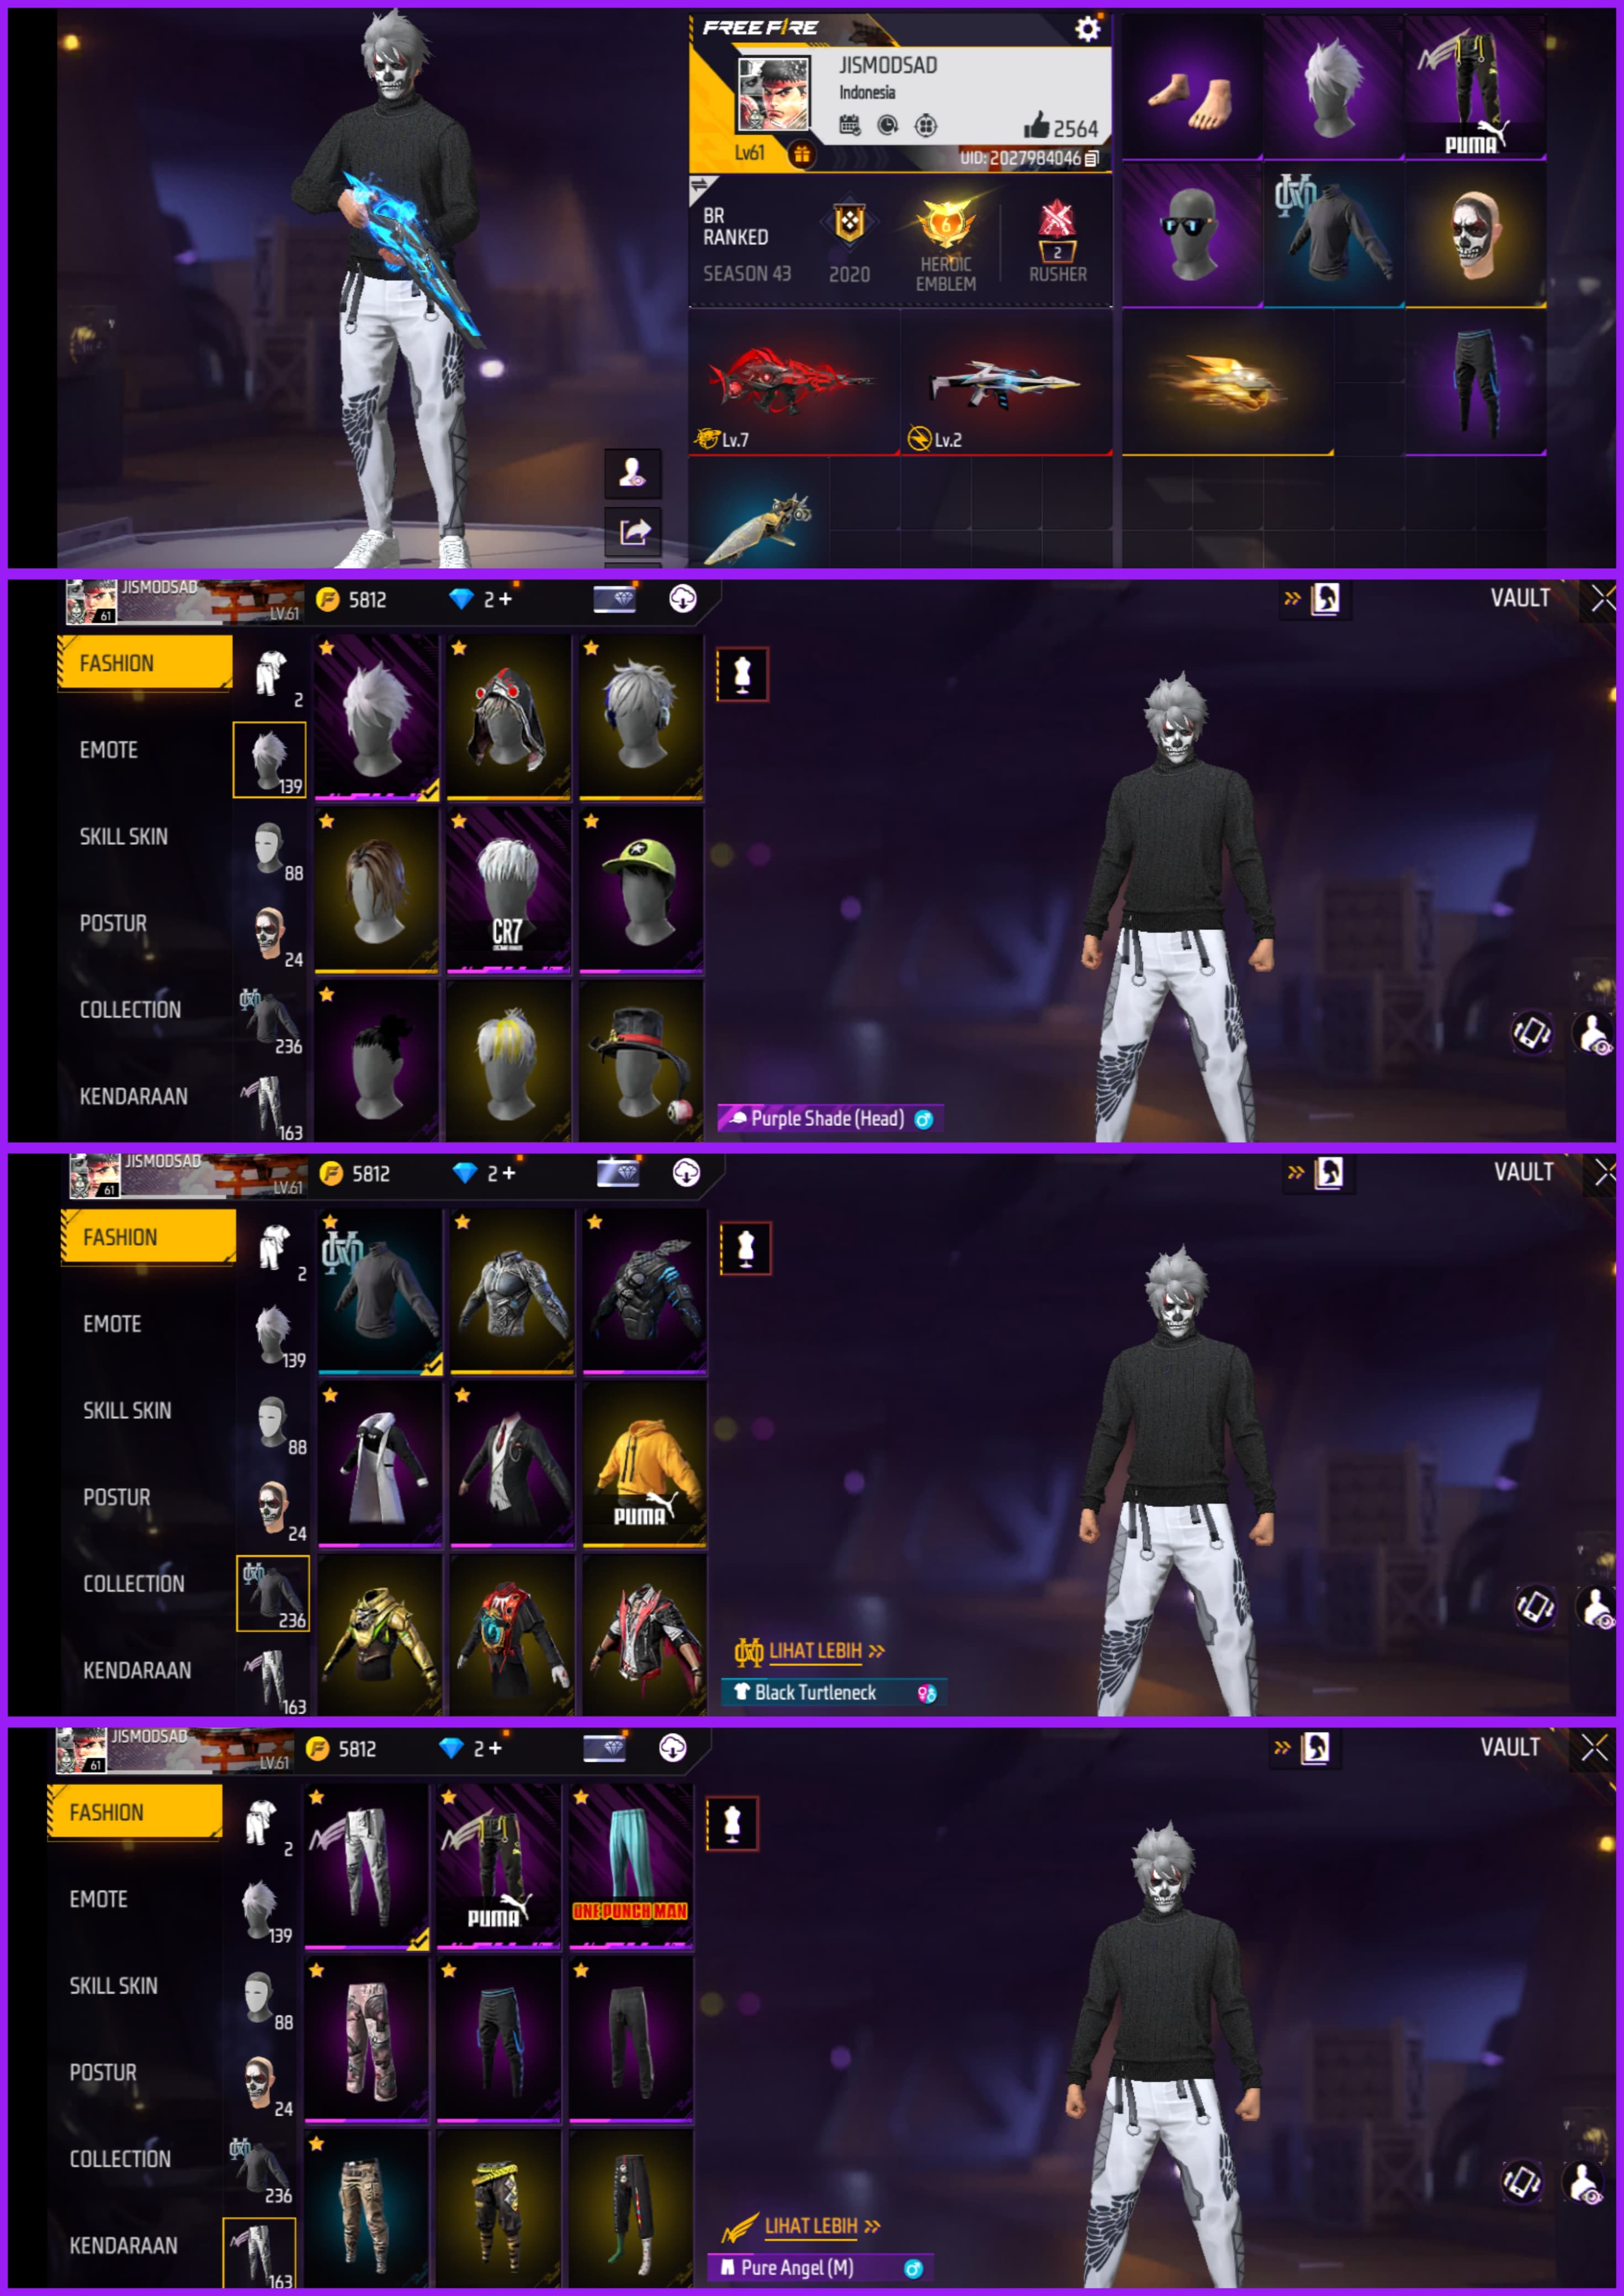 FREE FIRE
JISMODSAD
Indonesia
2564
Lv61
UID: 2027984046
BR
RANKED
SEASON 43
2020
6
HEROIC
EMBLEM
2
RUSHER
PUMA
Lv.7
Lv.2
JISMODSAD
61
LV.61
5812
2+
VAULT
FASHION
2
EMOTE
139
SKILL SKIN
88
POSTUR
24
COLLECTION
236
KENDARAAN
163
CR7
Purple Shade (Head)
JISMODSAD
61
LV.61
5812
2+
VAULT
FASHION
2
EMOTE
139
SKILL SKIN
88
POSTUR
24
COLLECTION
236
KENDARAAN
163
PUMA
LIHAT LEBIH
Black Turtleneck
JISMODSAD
61
LV.61
5812
2+
VAULT
FASHION
2
EMOTE
139
SKILL SKIN
88
POSTUR
24
COLLECTION
236
KENDARAAN
163
PUMA
ONE PUNCH MAN
LIHAT LEBIH
Pure Angel (M)